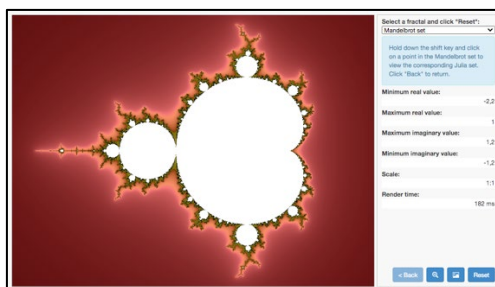 Select a fractal and click "Reset":
Mandelbrot set
Hold down the shift key and click
on a point in the Mandelbrot set to
view the corresponding Julia set.
Click "Back" to return.
Minimum real value:
-2,2
Maximum real value:
1
Maximum imaginary value:
1,2
Minimum imaginary value:
-1,2
Scale:
1:1
Render time:
182 ms
< Back
Reset